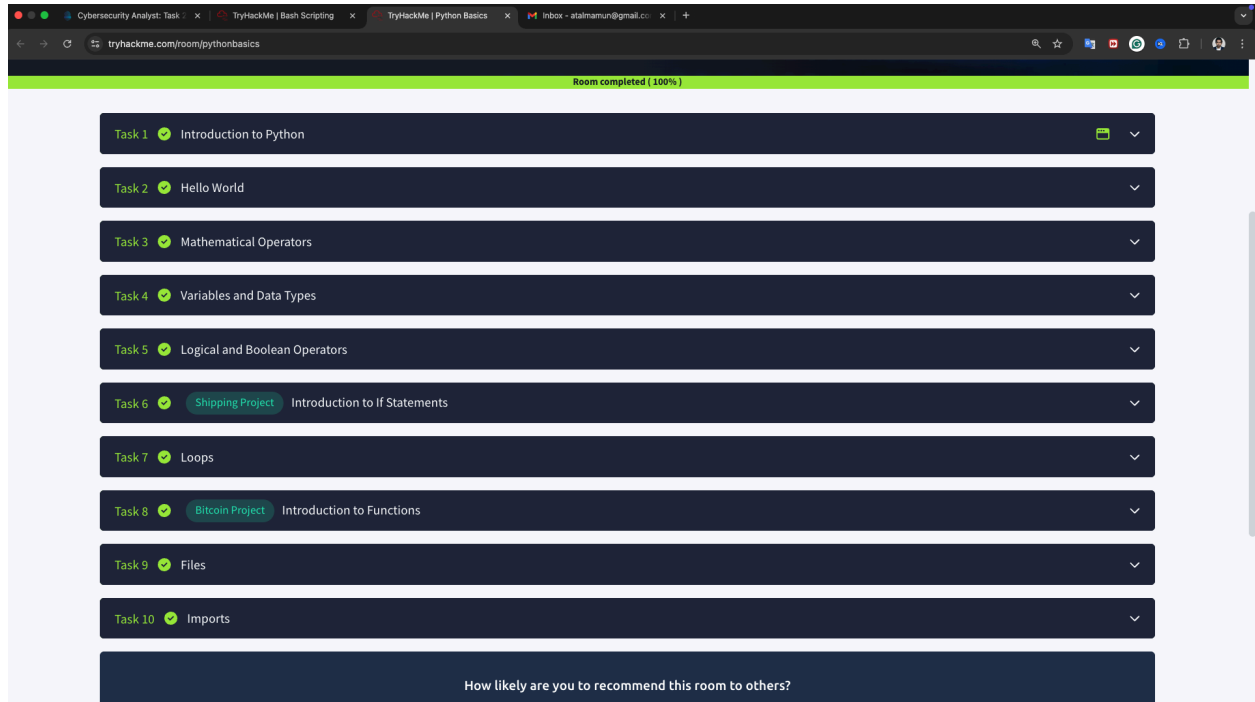 Cybersecurity Analyst: Task
TryHackMe | Bash Scripting
TryHackMe | Python Basics
Inbox - atalmamun@gmail.co
tryhackme.com/room/pythonbasics
Room completed ( 100% )
Task 1 Introduction to Python
Task 2 Hello World
Task 3 Mathematical Operators
Task 4 Variables and Data Types
Task 5 Logical and Boolean Operators
Task 6 Shipping Project Introduction to If Statements
Task 7 Loops
Task 8 Bitcoin Project Introduction to Functions
Task 9 Files
Task 10 Imports
How likely are you to recommend this room to others?